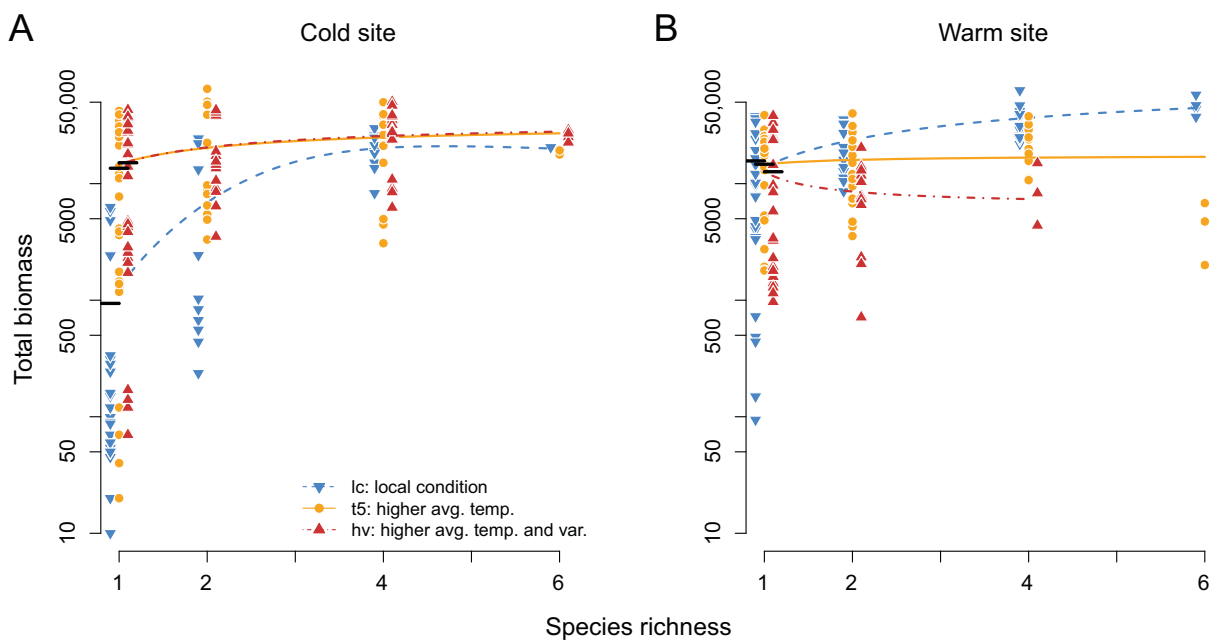 A
Cold site
B
Warm site
Total biomass
50,000
5000
500
50
10
50,000
5000
500
50
10
lc: local condition
t5: higher avg. temp.
hv: higher avg. temp. and var.
1 2 4 6
1 2 4 6
Species richness